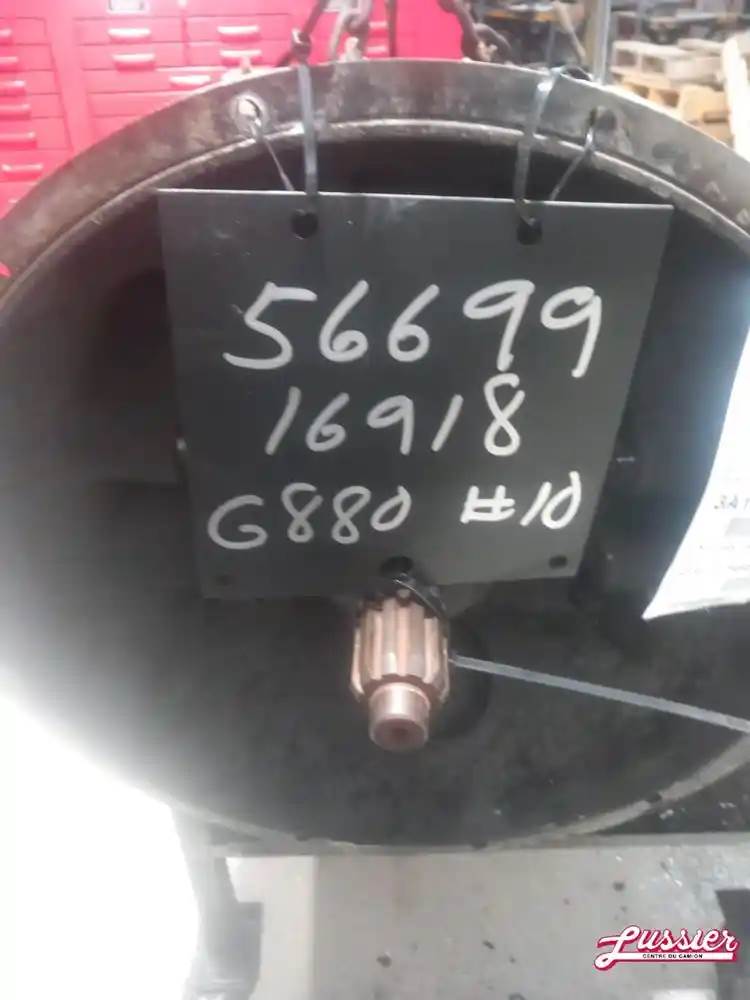 56699
16918
G880 #10
Lussier
CENTRE DU CAMION